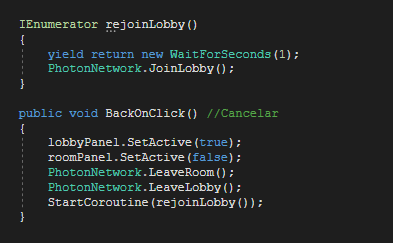 IEnumerator rejoinLobby()
{
yield return new WaitForSeconds(1);
PhotonNetwork.JoinLobby();
}
public void BackOnClick() //Cancelar
{
lobbyPanel.SetActive(true);
roomPanel.SetActive(false);
PhotonNetwork.LeaveRoom();
PhotonNetwork.LeaveLobby();
StartCoroutine(rejoinLobby());
}